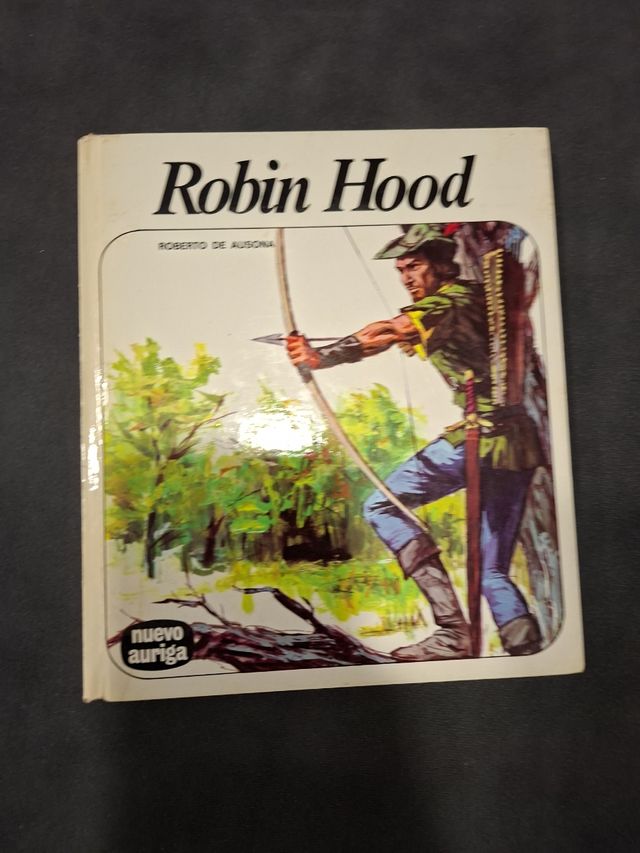 Robin Hood
ROBERTO DE AUSONA
nuevo
auriga